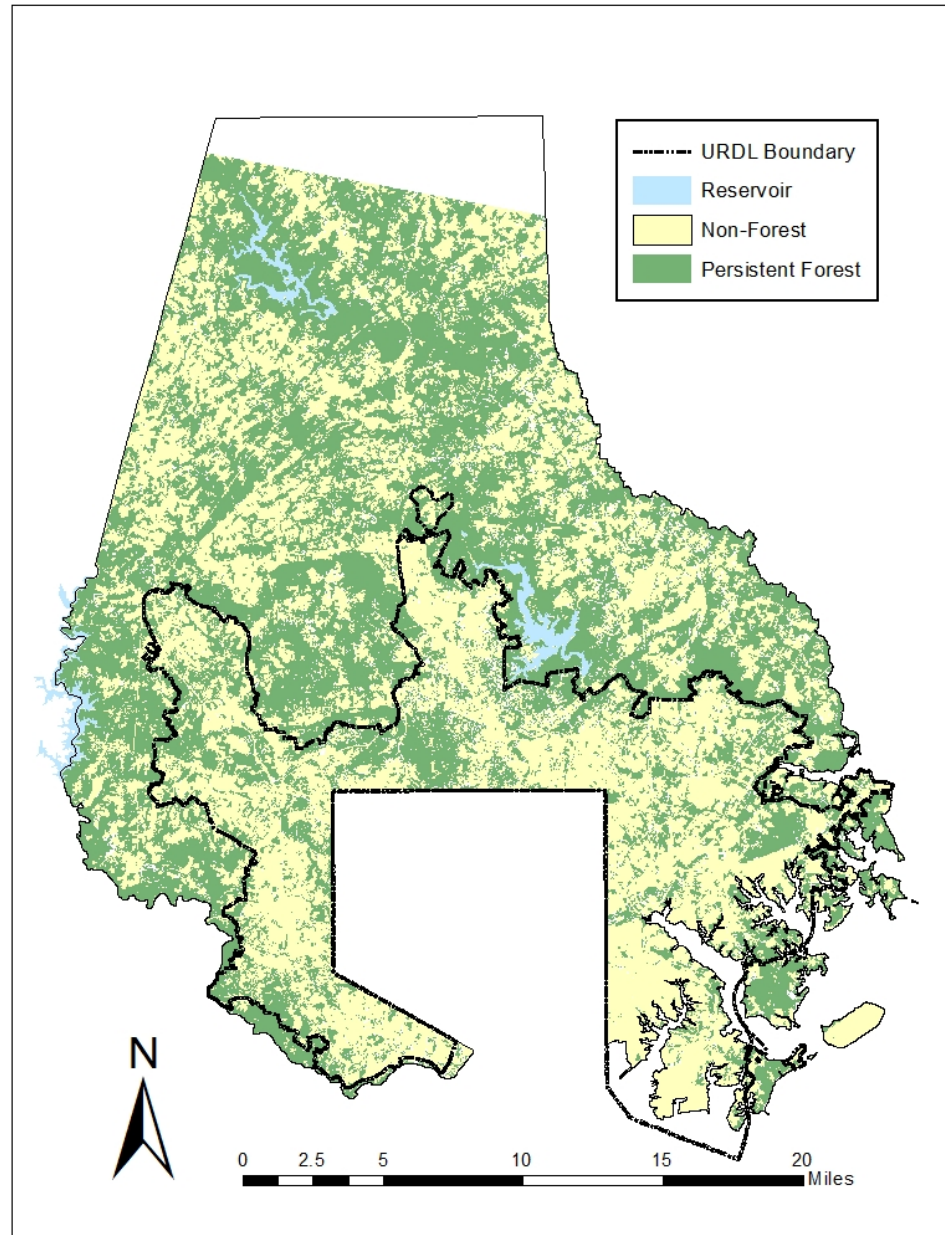 URDL Boundary
Reservoir
Non-Forest
Persistent Forest
N
0 2.5 5 10 15 20
Miles